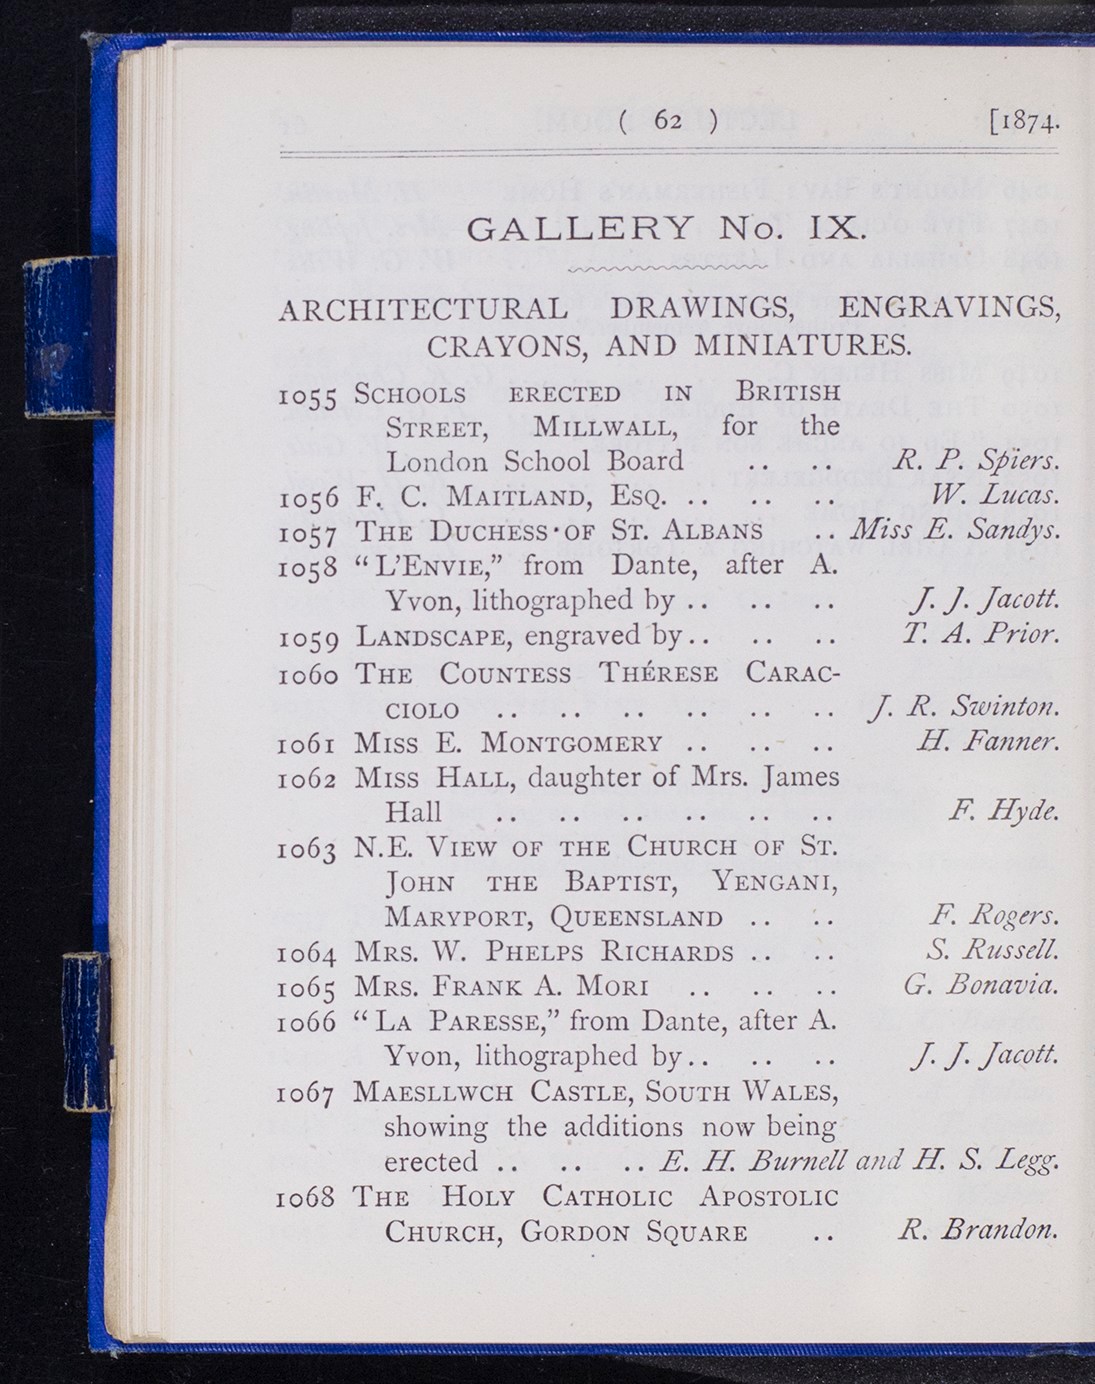 ( 62 ) [1874.
GALLERY No. IX.
ARCHITECTURAL DRAWINGS, ENGRAVINGS,
CRAYONS, AND MINIATURES.
1055 SCHOOLS ERECTED IN BRITISH
STREET, MILLWALL, for the
London School Board .. .. R. P. Spiers.
1056 F. C. MAITLAND, ESQ. .. .. .. W. Lucas.
1057 THE DUCHESS OF ST. ALBANS .. Miss E. Sandys.
1058 "L'ENVIE," from Dante, after A.
Yvon, lithographed by .. .. .. J. J. Jacott.
1059 LANDSCAPE, engraved by .. .. .. T. A. Prior.
1060 THE COUNTESS THÉRESE CARAC-
CIOLO .. .. .. .. .. .. J. R. Swinton.
1061 MISS E. MONTGOMERY .. .. .. H. Fanner.
1062 MISS HALL, daughter of Mrs. James
Hall .. .. .. .. .. .. F. Hyde.
1063 N.E. VIEW OF THE CHURCH OF ST.
JOHN THE BAPTIST, YENGANI,
MARYPORT, QUEENSLAND .. .. F. Rogers.
1064 MRS. W. PHELPS RICHARDS .. .. S. Russell.
1065 MRS. FRANK A. MORI .. .. .. G. Bonavia.
1066 "LA PARESSE," from Dante, after A.
Yvon, lithographed by .. .. .. J. J. Jacott.
1067 MAESLLWCH CASTLE, SOUTH WALES,
showing the additions now being
erected .. .. .. E. H. Burnell and H. S. Legg.
1068 THE HOLY CATHOLIC APOSTOLIC
CHURCH, GORDON SQUARE .. R. Brandon.